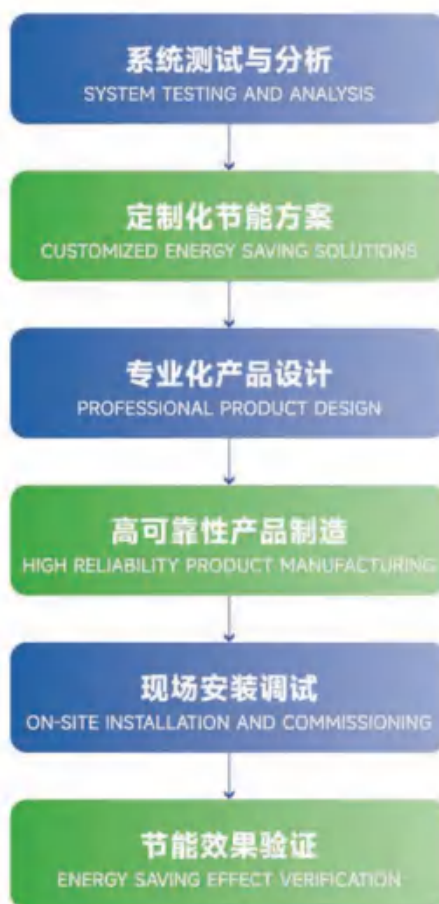 系统测试与分析
SYSTEM TESTING AND ANALYSIS
定制化节能方案
CUSTOMIZED ENERGY SAVING SOLUTIONS
专业化产品设计
PROFESSIONAL PRODUCT DESIGN
高可靠性产品制造
HIGH RELIABILITY PRODUCT MANUFACTURING
现场安装调试
ON-SITE INSTALLATION AND COMMISSIONING
节能效果验证
ENERGY SAVING EFFECT VERIFICATION